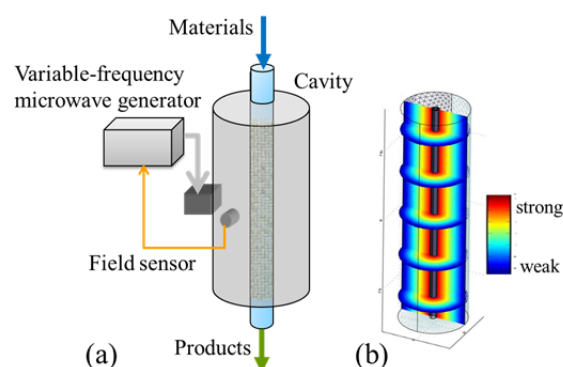 Materials
Variable-frequency
microwave generator
Cavity
Field sensor
(a)
Products
strong
weak
(b)